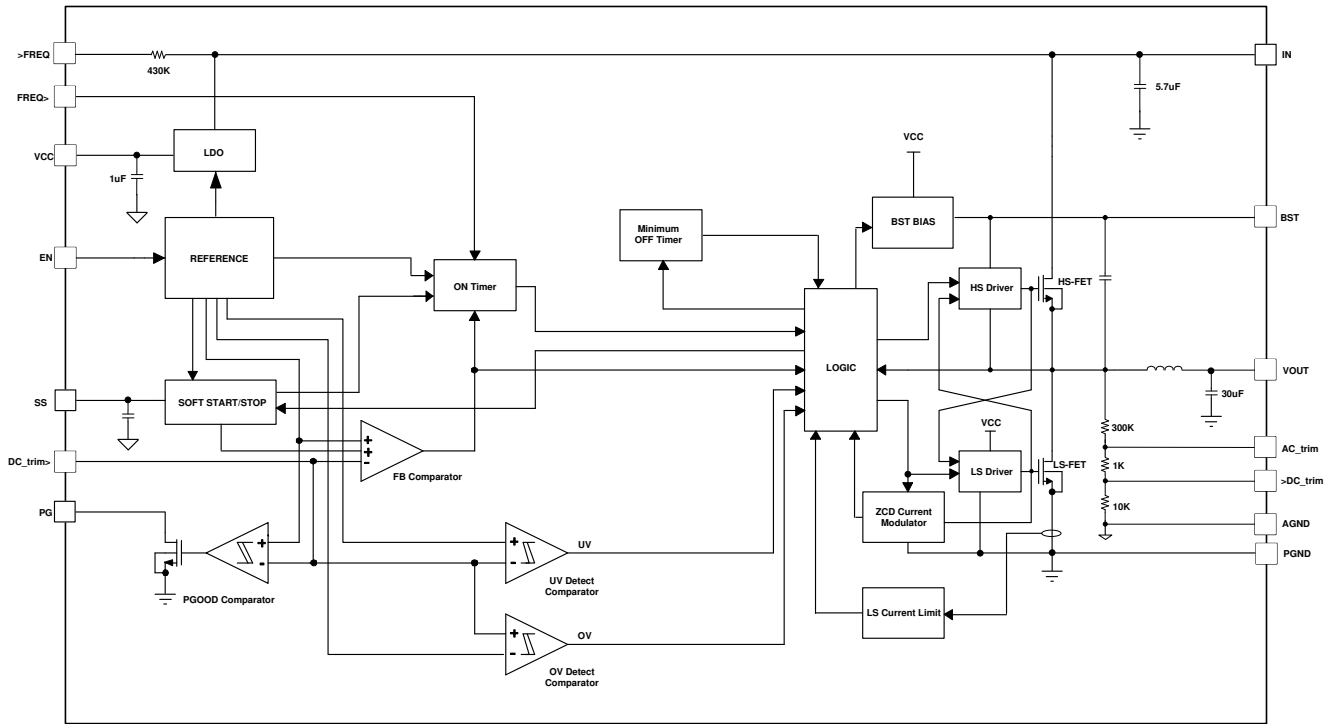 >FREQ
430K
IN
5.7uF
FREQ>
VCC
LDO
1uF
VCC
BST BIAS
BST
Minimum
OFF Timer
EN
REFERENCE
ON Timer
HS Driver
HS-FET
LOGIC
VOUT
30uF
SS
SOFT START/STOP
VCC
300K
+
+
-
FB Comparator
AC_trim
DC_trim>
LS Driver
LS-FET
1K
>DC_trim
10K
PG
ZCD Current
Modulator
AGND
+
-
PGOOD Comparator
+
-
UV
UV Detect
Comparator
PGND
LS Current Limit
+
-
OV
OV Detect
Comparator